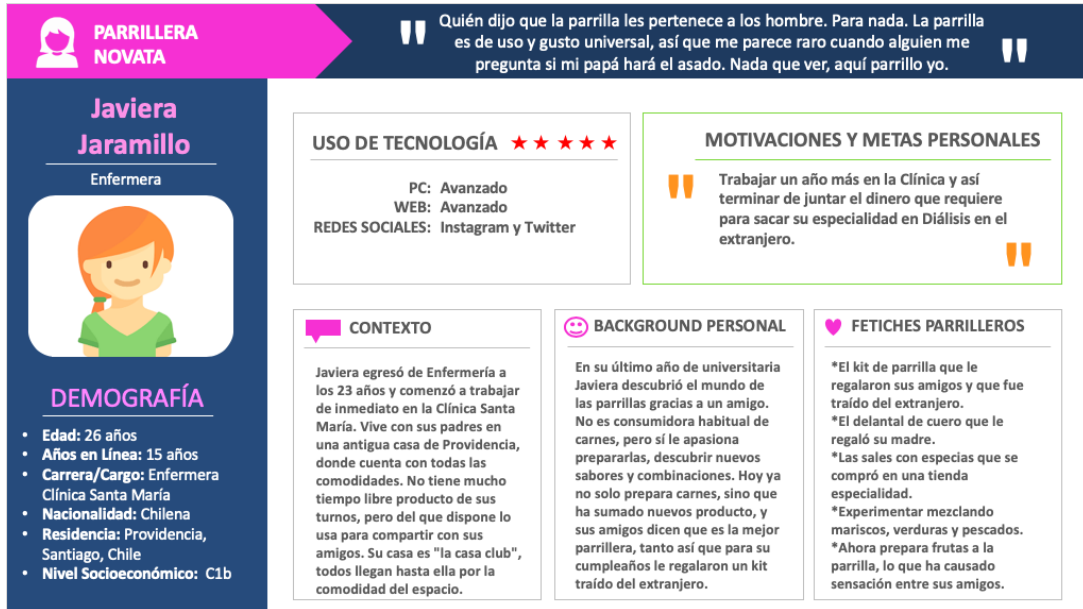 PARRILLERA
NOVATA
" Quién dijo que la parrilla les pertenece a los hombre. Para nada. La parrilla
es de uso y gusto universal, así que me parece raro cuando alguien me
pregunta si mi papá hará el asado. Nada que ver, aquí parrillo yo. "
Javiera
Jaramillo
Enfermera
DEMOGRAFÍA
• Edad: 26 años
• Años en Línea: 15 años
• Carrera/Cargo: Enfermera
Clínica Santa María
• Nacionalidad: Chilena
• Residencia: Providencia,
Santiago, Chile
• Nivel Socioeconómico: C1b
USO DE TECNOLOGÍA ★ ★ ★ ★ ★
PC: Avanzado
WEB: Avanzado
REDES SOCIALES: Instagram y Twitter
MOTIVACIONES Y METAS PERSONALES
" Trabajar un año más en la Clínica y así
terminar de juntar el dinero que requiere
para sacar su especialidad en Diálisis en el
extranjero. "
CONTEXTO
Javiera egresó de Enfermería a
los 23 años y comenzó a trabajar
de inmediato en la Clínica Santa
María. Vive con sus padres en
una antigua casa de Providencia,
donde cuenta con todas las
comodidades. No tiene mucho
tiempo libre producto de sus
turnos, pero del que dispone lo
usa para compartir con sus
amigos. Su casa es "la casa club",
todos llegan hasta ella por la
comodidad del espacio.
BACKGROUND PERSONAL
En su último año de universitaria
Javiera descubrió el mundo de
las parrillas gracias a un amigo.
No es consumidora habitual de
carnes, pero sí le apasiona
prepararlas, descubrir nuevos
sabores y combinaciones. Hoy ya
no solo prepara carnes, sino que
ha sumado nuevos producto, y
sus amigos dicen que es la mejor
parrillera, tanto así que para su
cumpleaños le regalaron un kit
traído del extranjero.
FETICHES PARRILLEROS
*El kit de parrilla que le
regalaron sus amigos y que fue
traído del extranjero.
*El delantal de cuero que le
regaló su madre.
*Las sales con especias que se
compró en una tienda
especialidad.
*Experimentar mezclando
mariscos, verduras y pescados.
*Ahora prepara frutas a la
parrilla, lo que ha causado
sensación entre sus amigos.